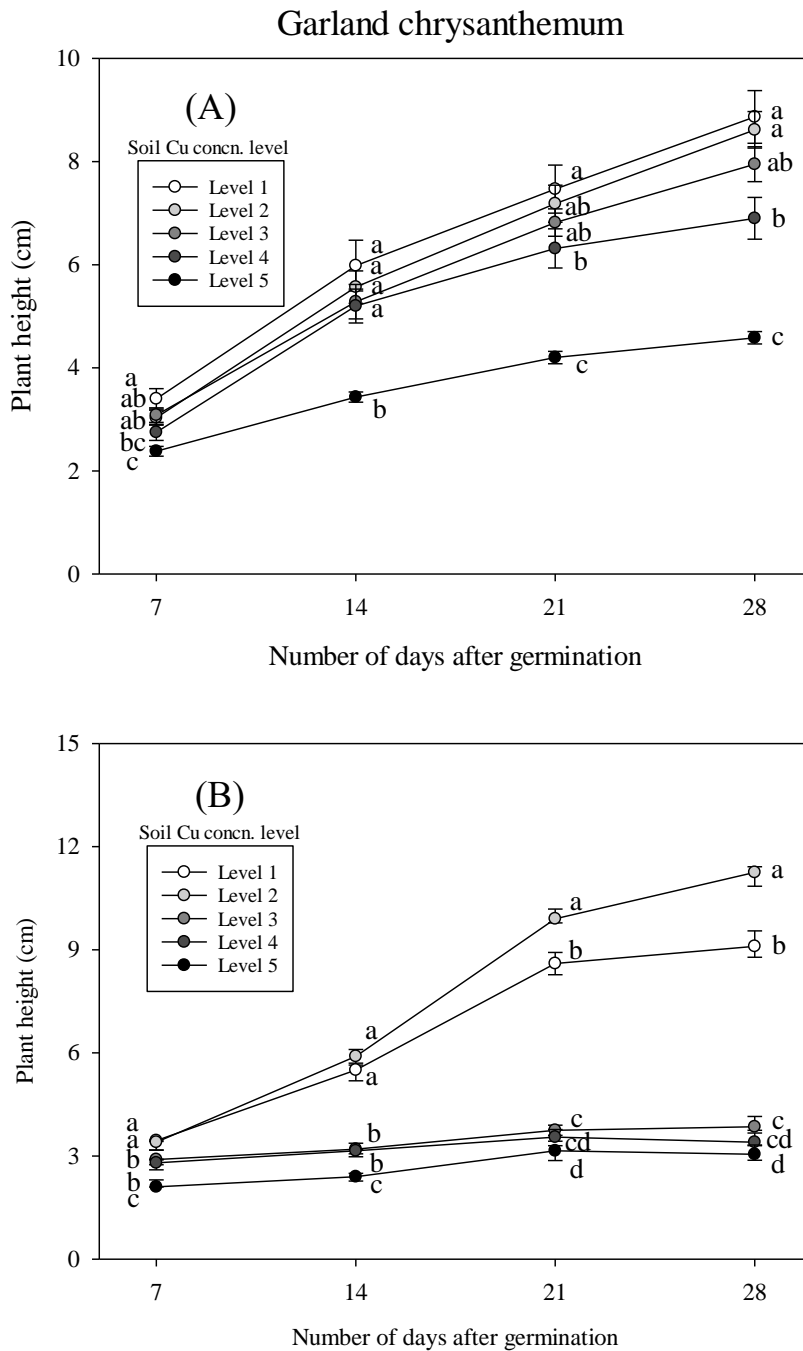 Garland chrysanthemum
10
(A)
Soil Cu concn. level
Level 1
Level 2
Level 3
Level 4
Level 5
8
6
4
2
0
Plant height (cm)
a
ab
ab
bc
c
a
a
a
a
b
a
ab
ab
b
c
a
a
ab
b
c
7 14 21 28
Number of days after germination
15
(B)
Soil Cu concn. level
Level 1
Level 2
Level 3
Level 4
Level 5
12
9
6
3
0
Plant height (cm)
a
a
b
b
c
a
a
b
b
c
a
b
c
cd
d
a
b
c
cd
d
7 14 21 28
Number of days after germination